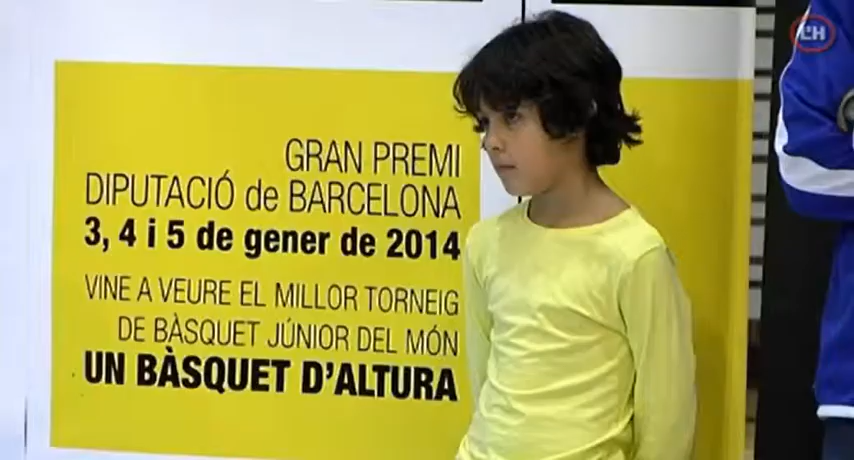 L'H
GRAN PREMI
DIPUTACIÓ de BARCELONA
3, 4 i 5 de gener de 2014
VINE A VEURE EL MILLOR TORNEIG
DE BÀSQUET JÚNIOR DEL MÓN
UN BÀSQUET D'ALTURA